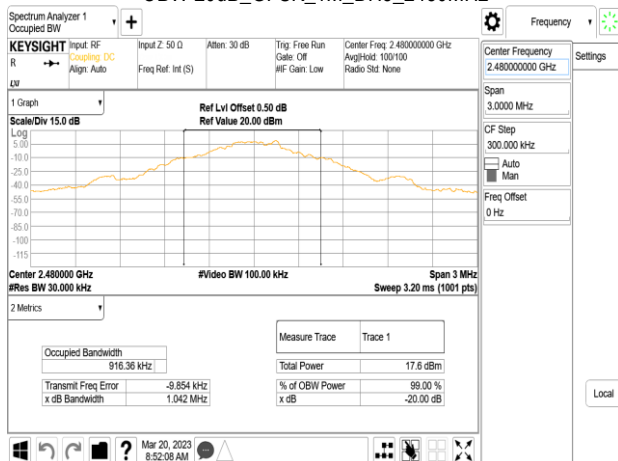 Spectrum Analyzer 1
Occupied BW
Frequency
KEYSIGHT
Input: RF
Coupling: DC
Align: Auto
Input Z: 50 Ω
Freq Ref: Int (S)
Atten: 30 dB
Trig: Free Run
Gate: Off
#IF Gain: Low
Center Freq: 2.480000000 GHz
Avg|Hold: 100/100
Radio Std: None
R
Center Frequency
2.480000000 GHz
Settings
Span
3.0000 MHz
CF Step
300.000 kHz
Auto
Man
Freq Offset
0 Hz
Local
1 Graph
Scale/Div 15.0 dB
Ref Lvl Offset 0.50 dB
Ref Value 20.00 dBm
Log
5.00
-10.0
-25.0
-40.0
-55.0
-70.0
-85.0
-100
-115
Center 2.480000 GHz
#Res BW 30.000 kHz
#Video BW 100.00 kHz
Span 3 MHz
Sweep 3.20 ms (1001 pts)
2 Metrics
Measure Trace
Trace 1
Occupied Bandwidth
916.36 kHz
Total Power
17.6 dBm
Transmit Freq Error
-9.854 kHz
% of OBW Power
99.00 %
x dB Bandwidth
1.042 MHz
x dB
-20.00 dB
Mar 20, 2023
8:52:08 AM